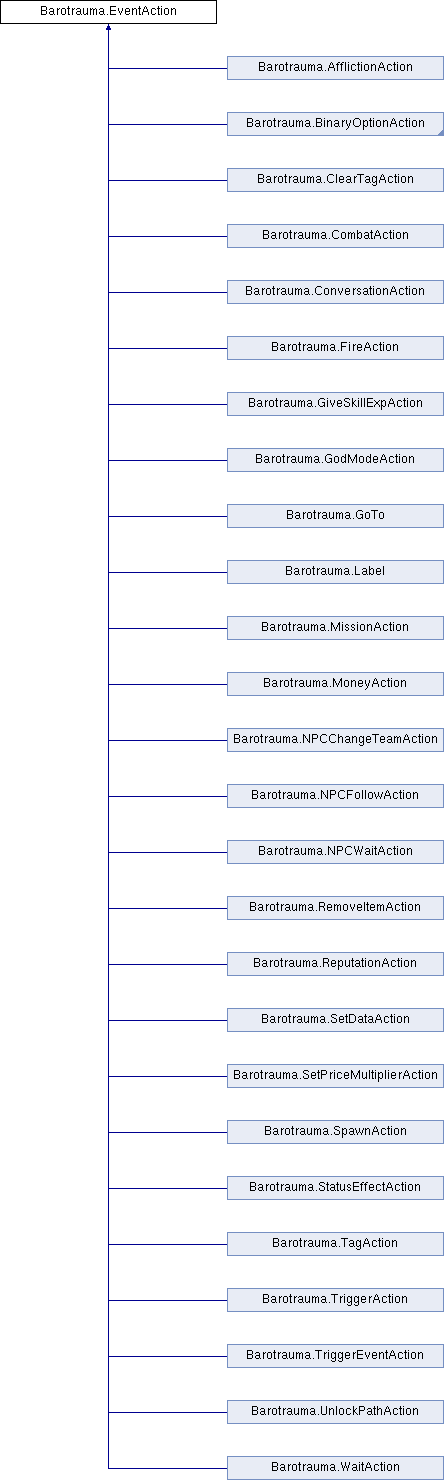 Barotrauma.EventAction
Barotrauma.AfflictionAction
Barotrauma.BinaryOptionAction
Barotrauma.ClearTagAction
Barotrauma.CombatAction
Barotrauma.ConversationAction
Barotrauma.FireAction
Barotrauma.GiveSkillExpAction
Barotrauma.GodModeAction
Barotrauma.GoTo
Barotrauma.Label
Barotrauma.MissionAction
Barotrauma.MoneyAction
Barotrauma.NPCChangeTeamAction
Barotrauma.NPCFollowAction
Barotrauma.NPCWaitAction
Barotrauma.RemoveItemAction
Barotrauma.ReputationAction
Barotrauma.SetDataAction
Barotrauma.SetPriceMultiplierAction
Barotrauma.SpawnAction
Barotrauma.StatusEffectAction
Barotrauma.TagAction
Barotrauma.TriggerAction
Barotrauma.TriggerEventAction
Barotrauma.UnlockPathAction
Barotrauma.WaitAction